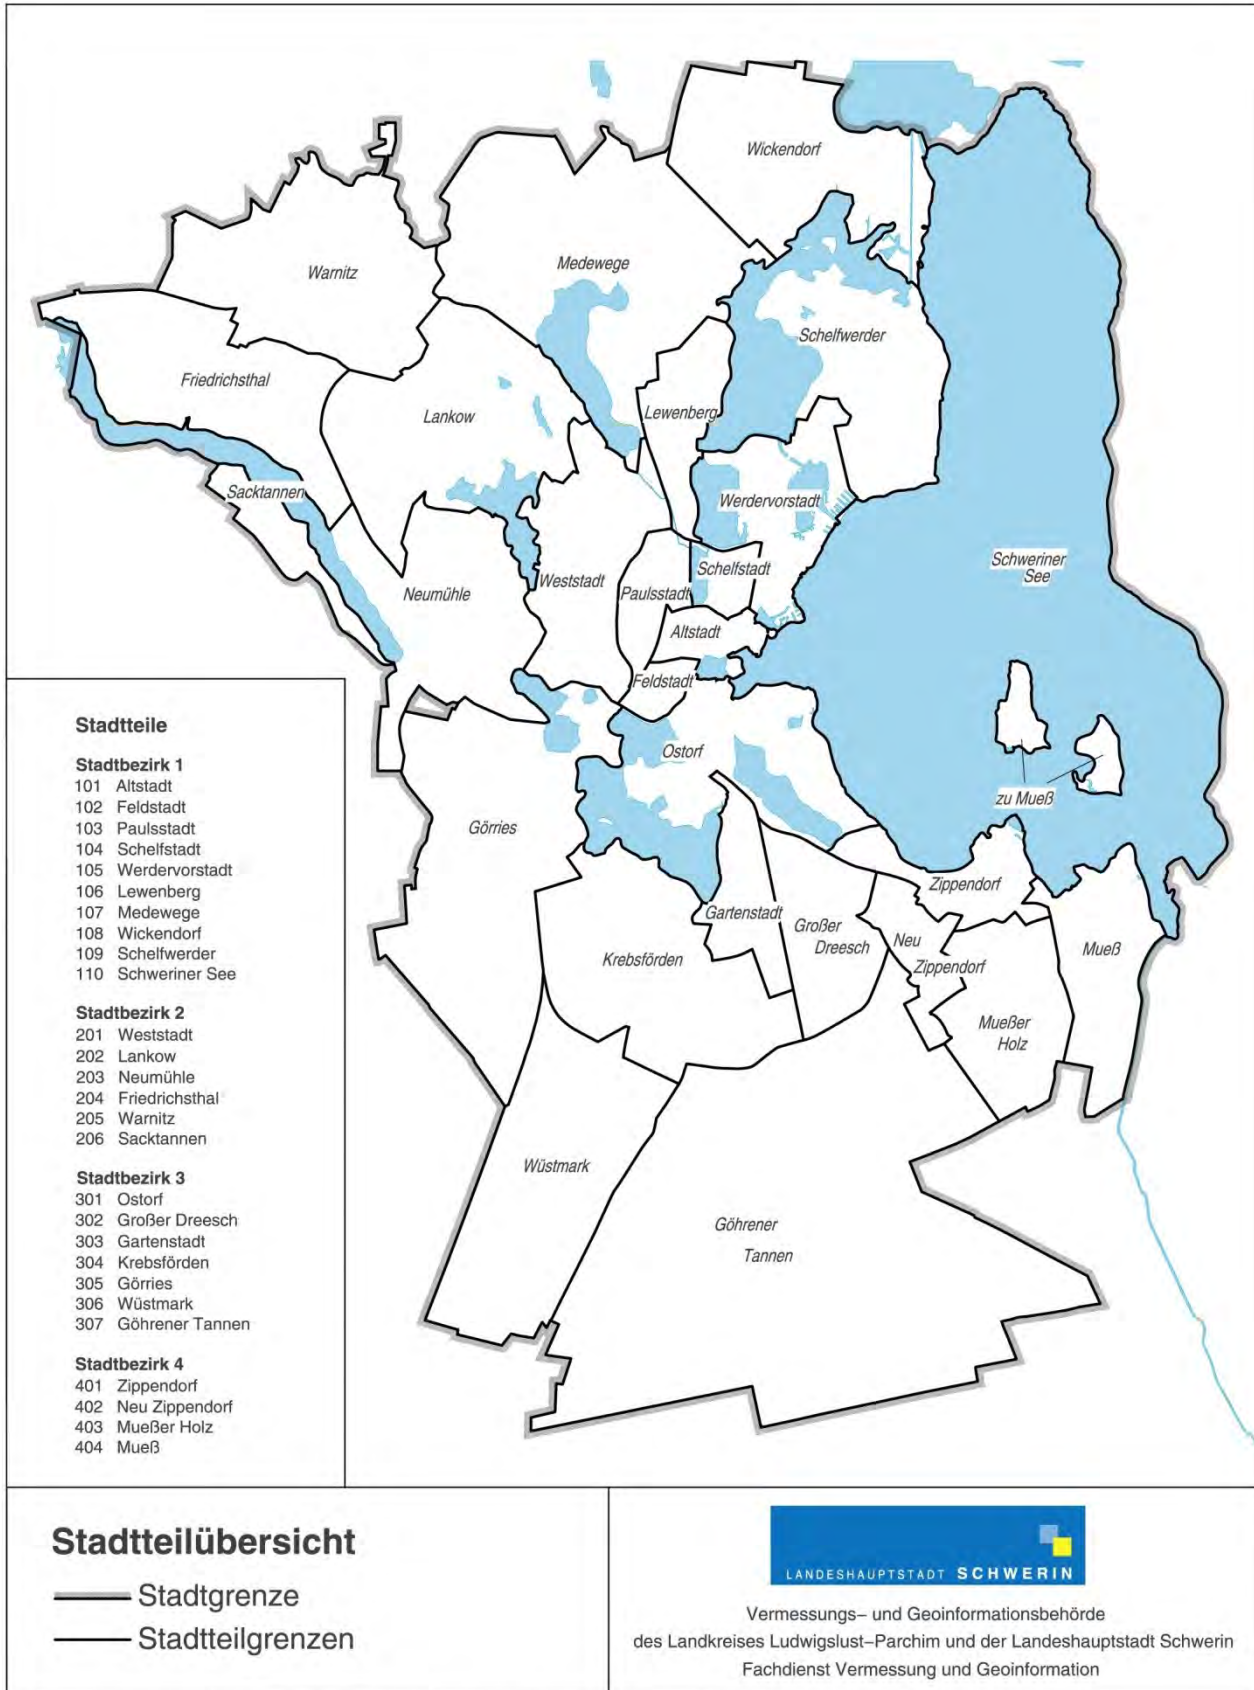 Wickendorf
Medewege
Warnitz
Schelfwerder
Friedrichsthal
Lewenberg
Lankow
Sacktannen
Werdervorstadt
Schweriner
See
Schelfstadt
Weststadt
Neumühle
Paulsstadt
Altstadt
Feldstadt
Ostorf
zu Mueß
Görries
Zippendorf
Gartenstadt
Großer
Dreesch
Neu
Zippendorf
Mueß
Krebsförden
Mueßer
Holz
Wüstmark
Göhrener
Tannen
Stadtteile
Stadtbezirk 1
101 Altstadt
102 Feldstadt
103 Paulsstadt
104 Schelfstadt
105 Werdervorstadt
106 Lewenberg
107 Medewege
108 Wickendorf
109 Schelfwerder
110 Schweriner See
Stadtbezirk 2
201 Weststadt
202 Lankow
203 Neumühle
204 Friedrichsthal
205 Warnitz
206 Sacktannen
Stadtbezirk 3
301 Ostorf
302 Großer Dreesch
303 Gartenstadt
304 Krebsförden
305 Görries
306 Wüstmark
307 Göhrener Tannen
Stadtbezirk 4
401 Zippendorf
402 Neu Zippendorf
403 Mueßer Holz
404 Mueß
Stadtteilübersicht
Stadtgrenze
Stadtteilgrenzen
LANDESHAUPTSTADT SCHWERIN
Vermessungs– und Geoinformationsbehörde
des Landkreises Ludwigslust–Parchim und der Landeshauptstadt Schwerin
Fachdienst Vermessung und Geoinformation